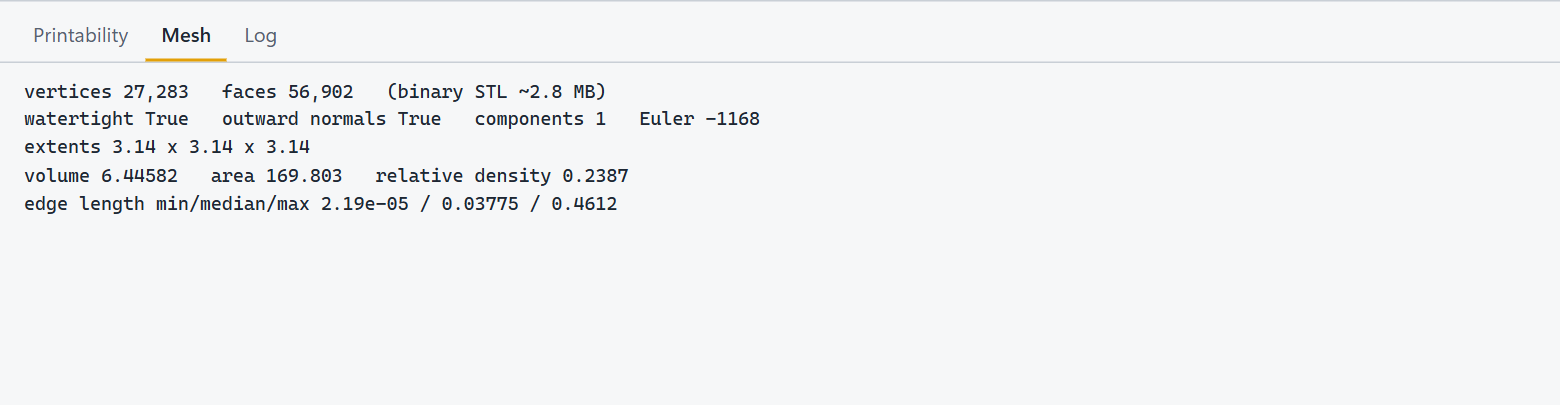 Printability   Mesh   Log
vertices 27,283   faces 56,902   (binary STL ~2.8 MB)
watertight True   outward normals True   components 1   Euler −1168
extents 3.14 x 3.14 x 3.14
volume 6.44582   area 169.803   relative density 0.2387
edge length min/median/max 2.19e−05 / 0.03775 / 0.4612